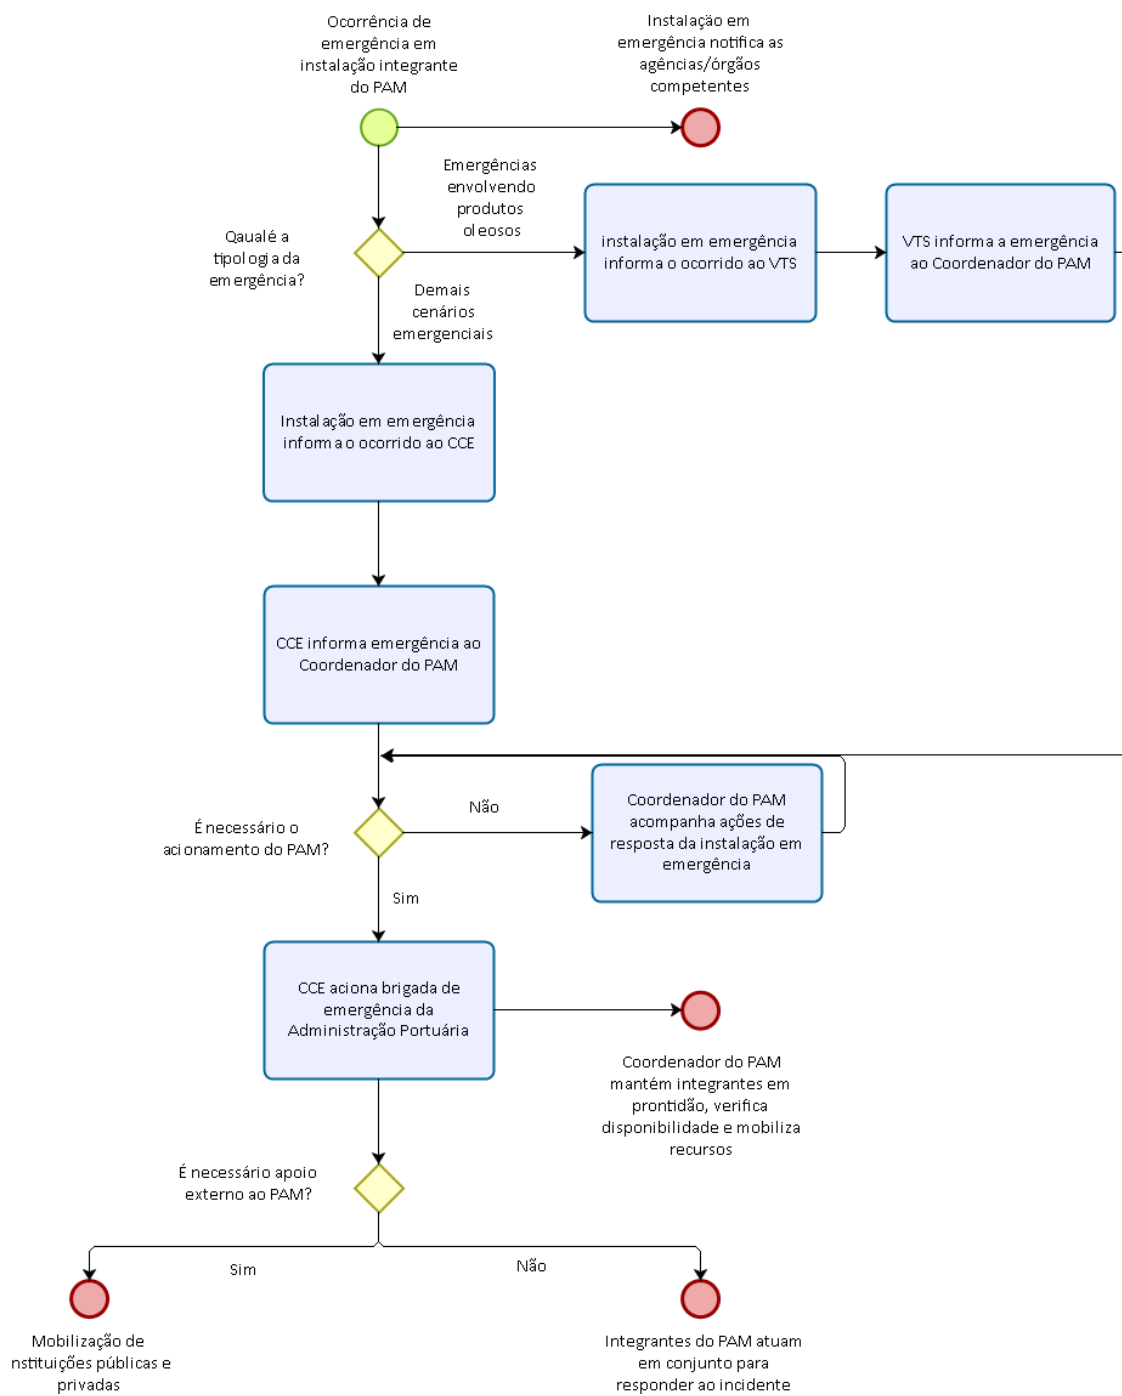 Ocorrência de
emergência em
instalação integrante
do PAM
Instalação em
emergência notifica as
agências/órgãos
competentes
Emergências
envolvendo
produtos
oleosos
Qaualé a
tipologia da
emergência?
instalação em emergência
informa o ocorrido ao VTS
VTS informa a emergência
ao Coordenador do PAM
Demais
cenários
emergenciais
Instalação em emergência
informa o ocorrido ao CCE
CCE informa emergência ao
Coordenador do PAM
É necessário o
acionamento do PAM?
Não
Coordenador do PAM
acompanha ações de
resposta da instalação em
emergência
Sim
CCE aciona brigada de
emergência da
Administração Portuária
Coordenador do PAM
mantém integrantes em
prontidão, verifica
disponibilidade e mobiliza
recursos
É necessário apoio
externo ao PAM?
Sim
Não
Mobilização de
nstituições públicas e
privadas
Integrantes do PAM atuam
em conjunto para
responder ao incidente